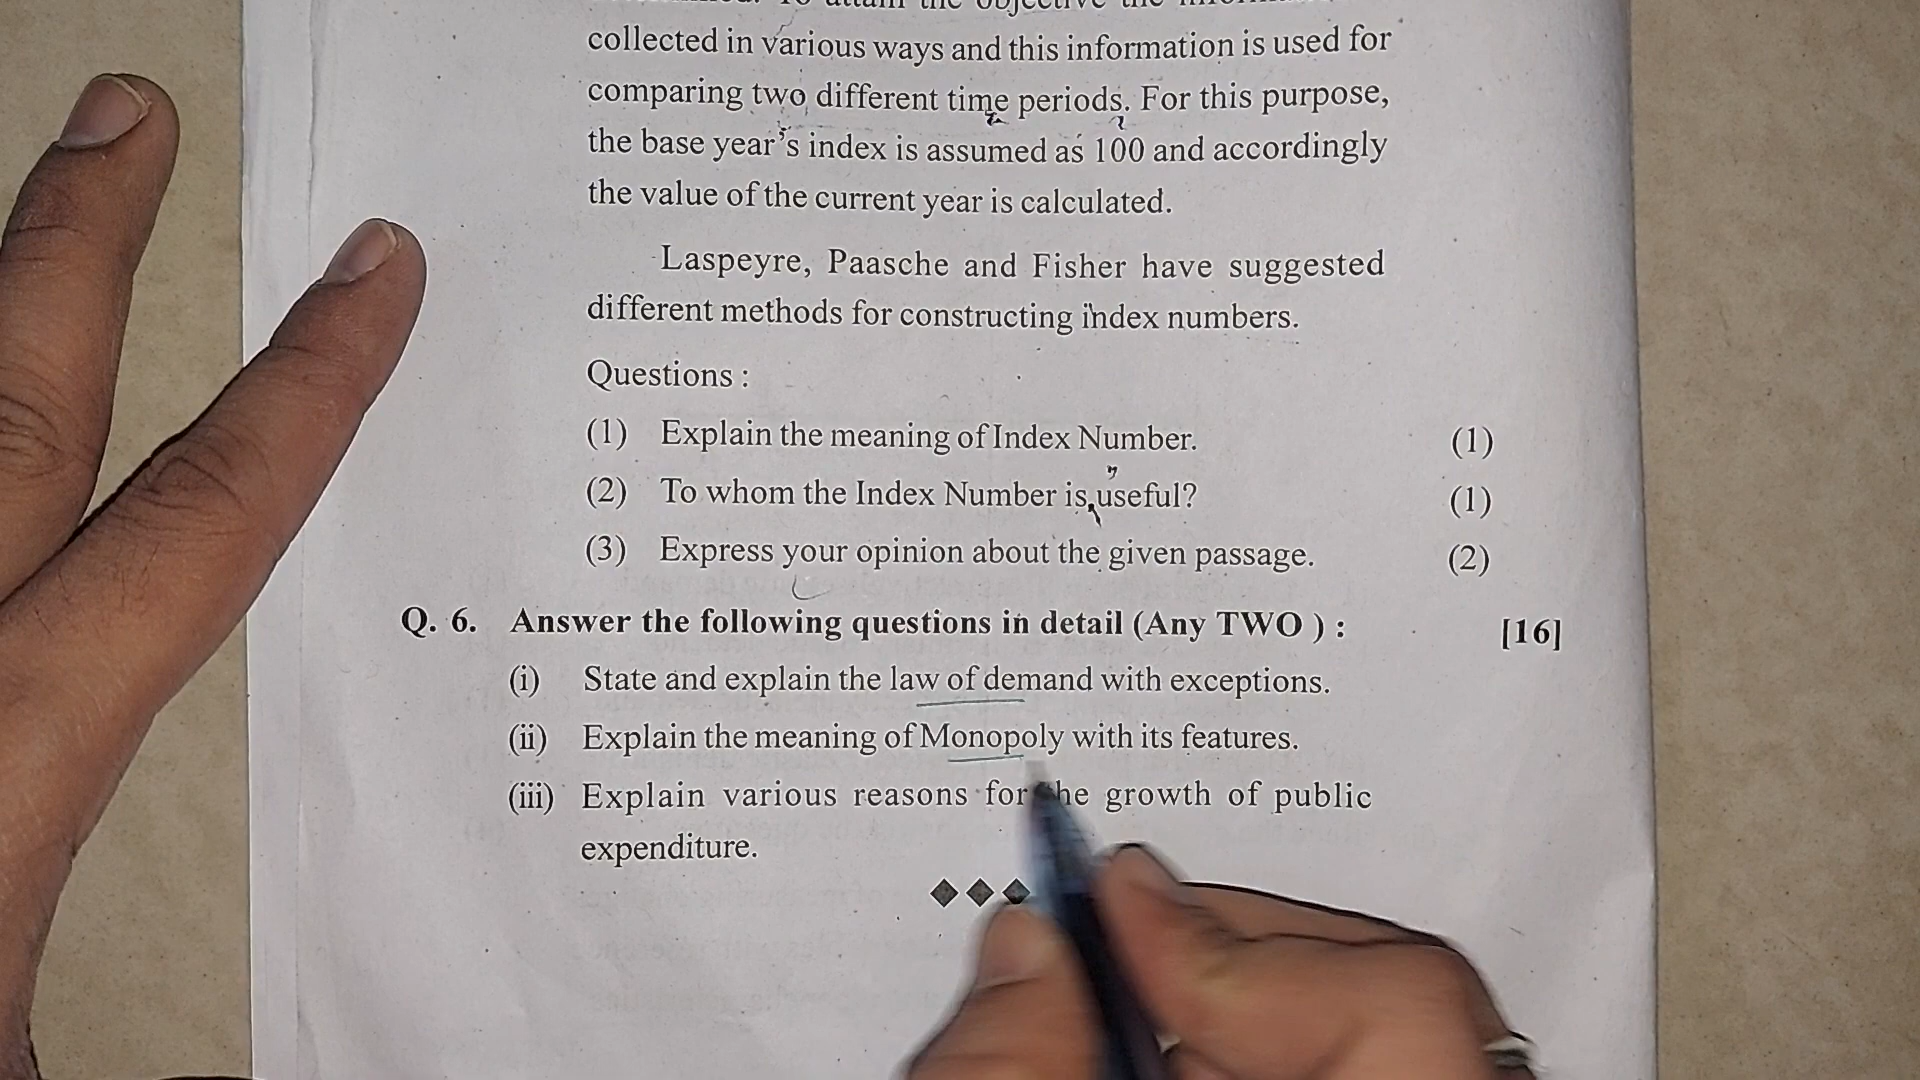 the objective the
collected in various ways and this information is used for
comparing two different time periods. For this purpose,
the base year's index is assumed as 100 and accordingly
the value of the current year is calculated.
Laspeyre, Paasche and Fisher have suggested
different methods for constructing index numbers.
Questions :
(1) Explain the meaning of Index Number. (1)
(2) To whom the Index Number is useful? (1)
(3) Express your opinion about the given passage. (2)
Q. 6. Answer the following questions in detail (Any TWO ) : [16]
(i) State and explain the law of demand with exceptions.
(ii) Explain the meaning of Monopoly with its features.
(iii) Explain various reasons for the growth of public
expenditure.